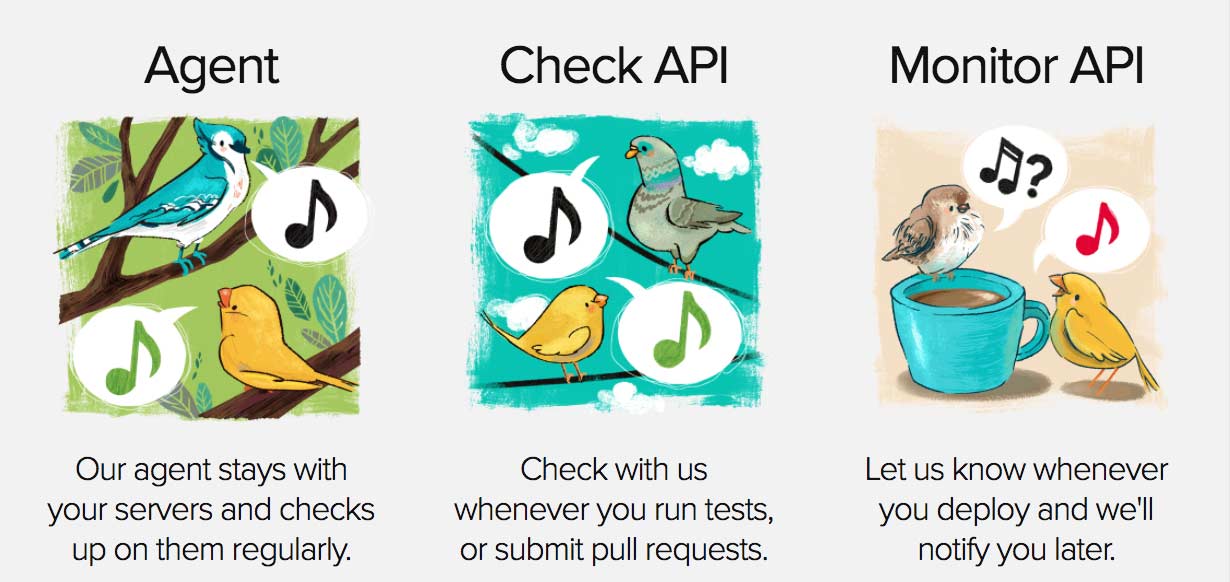 Agent
Our agent stays with
your servers and checks
up on them regularly.
Check API
Check with us
whenever you run tests,
or submit pull requests.
Monitor API
?
Let us know whenever
you deploy and we'll
notify you later.